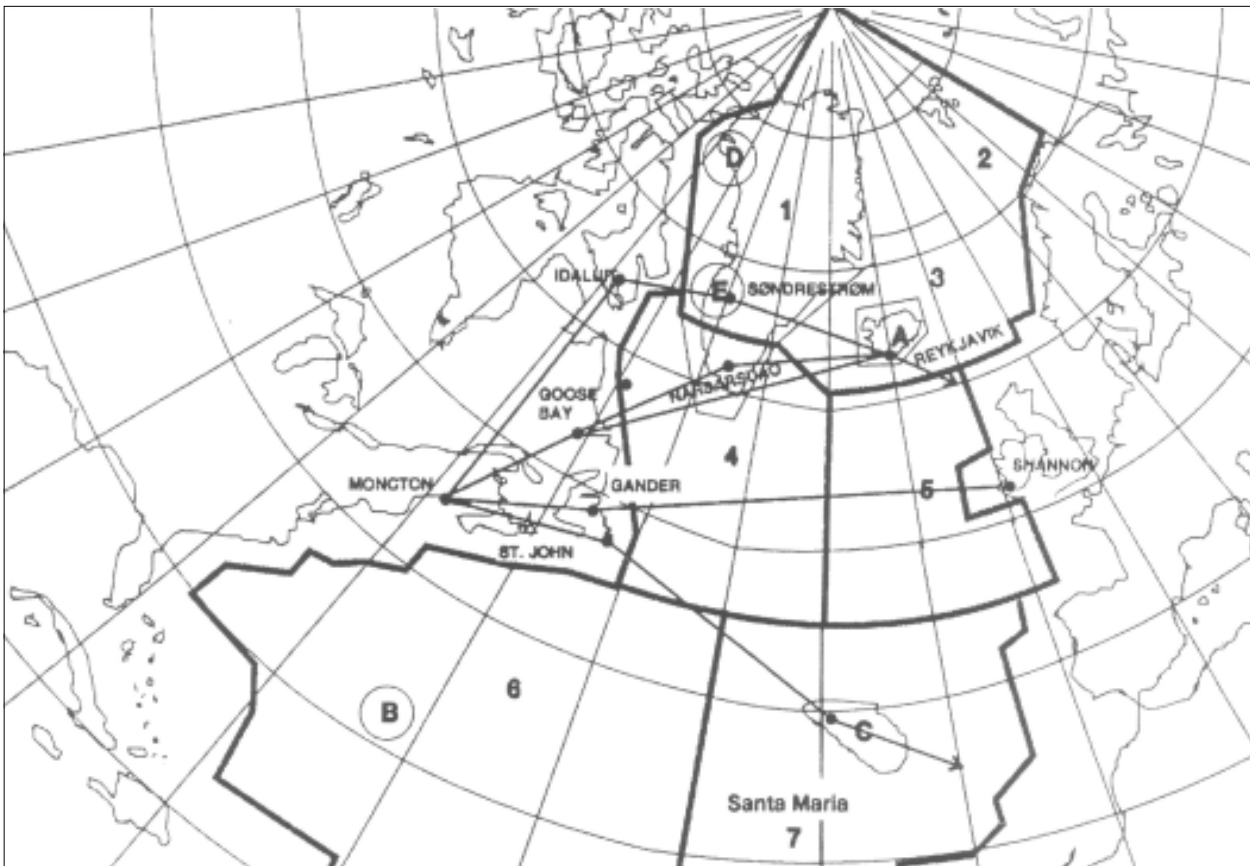 D
2
1
IDALUP
E
SØNDRESTRØM
3
A
REYKJAVIK
NARSARSUAQ
GOOSE
BAY
4
MONCTON
GANDER
SHANNON
5
ST. JOHN
6
B
C
Santa Maria
7